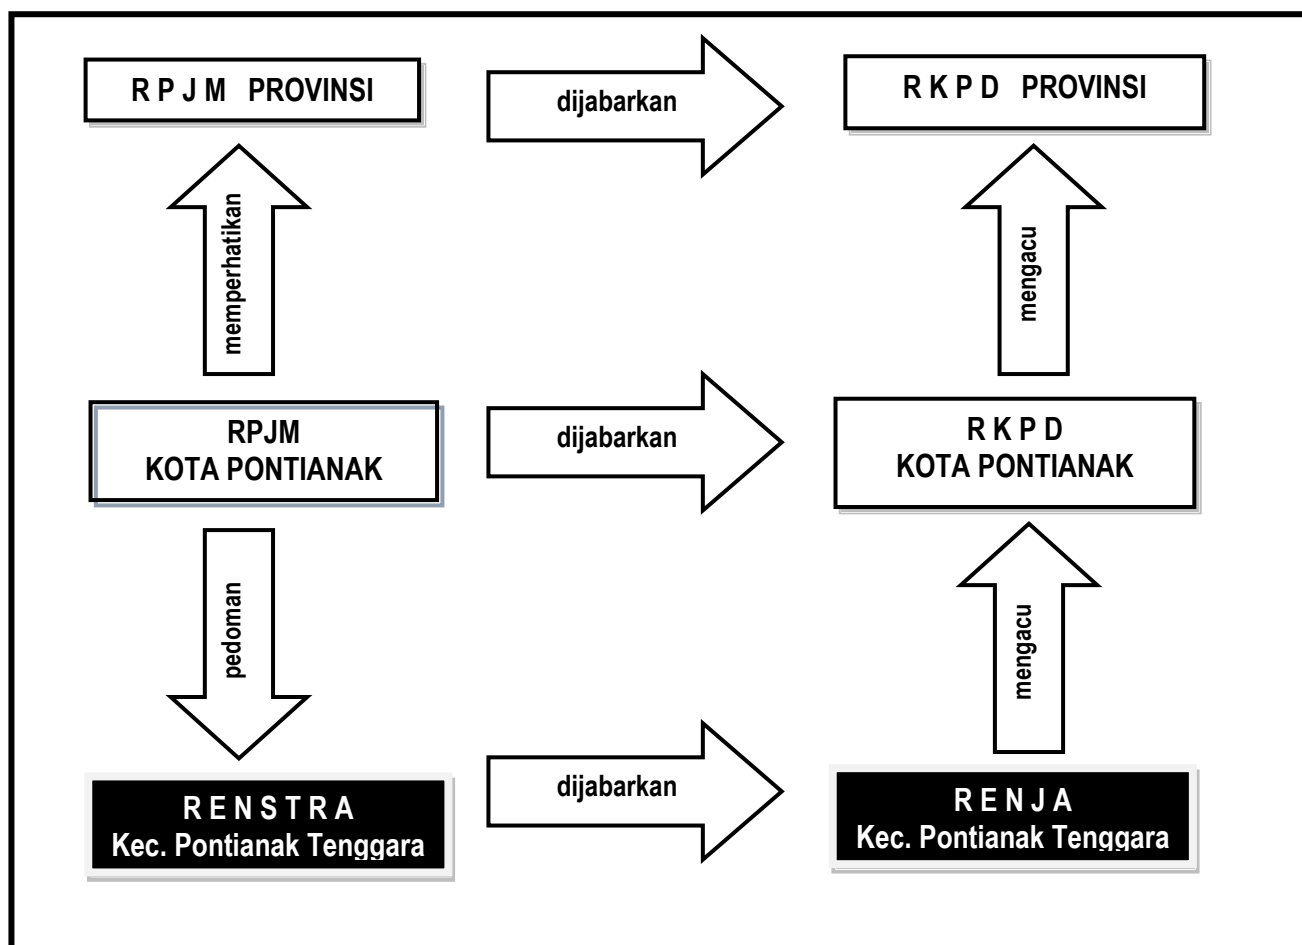 R P J M PROVINSI
dijabarkan
R K P D PROVINSI
memperhatikan
mengacu
RPJM
KOTA PONTIANAK
dijabarkan
R K P D
KOTA PONTIANAK
pedoman
mengacu
R E N S T R A
Kec. Pontianak Tenggara
dijabarkan
R E N J A
Kec. Pontianak Tenggara